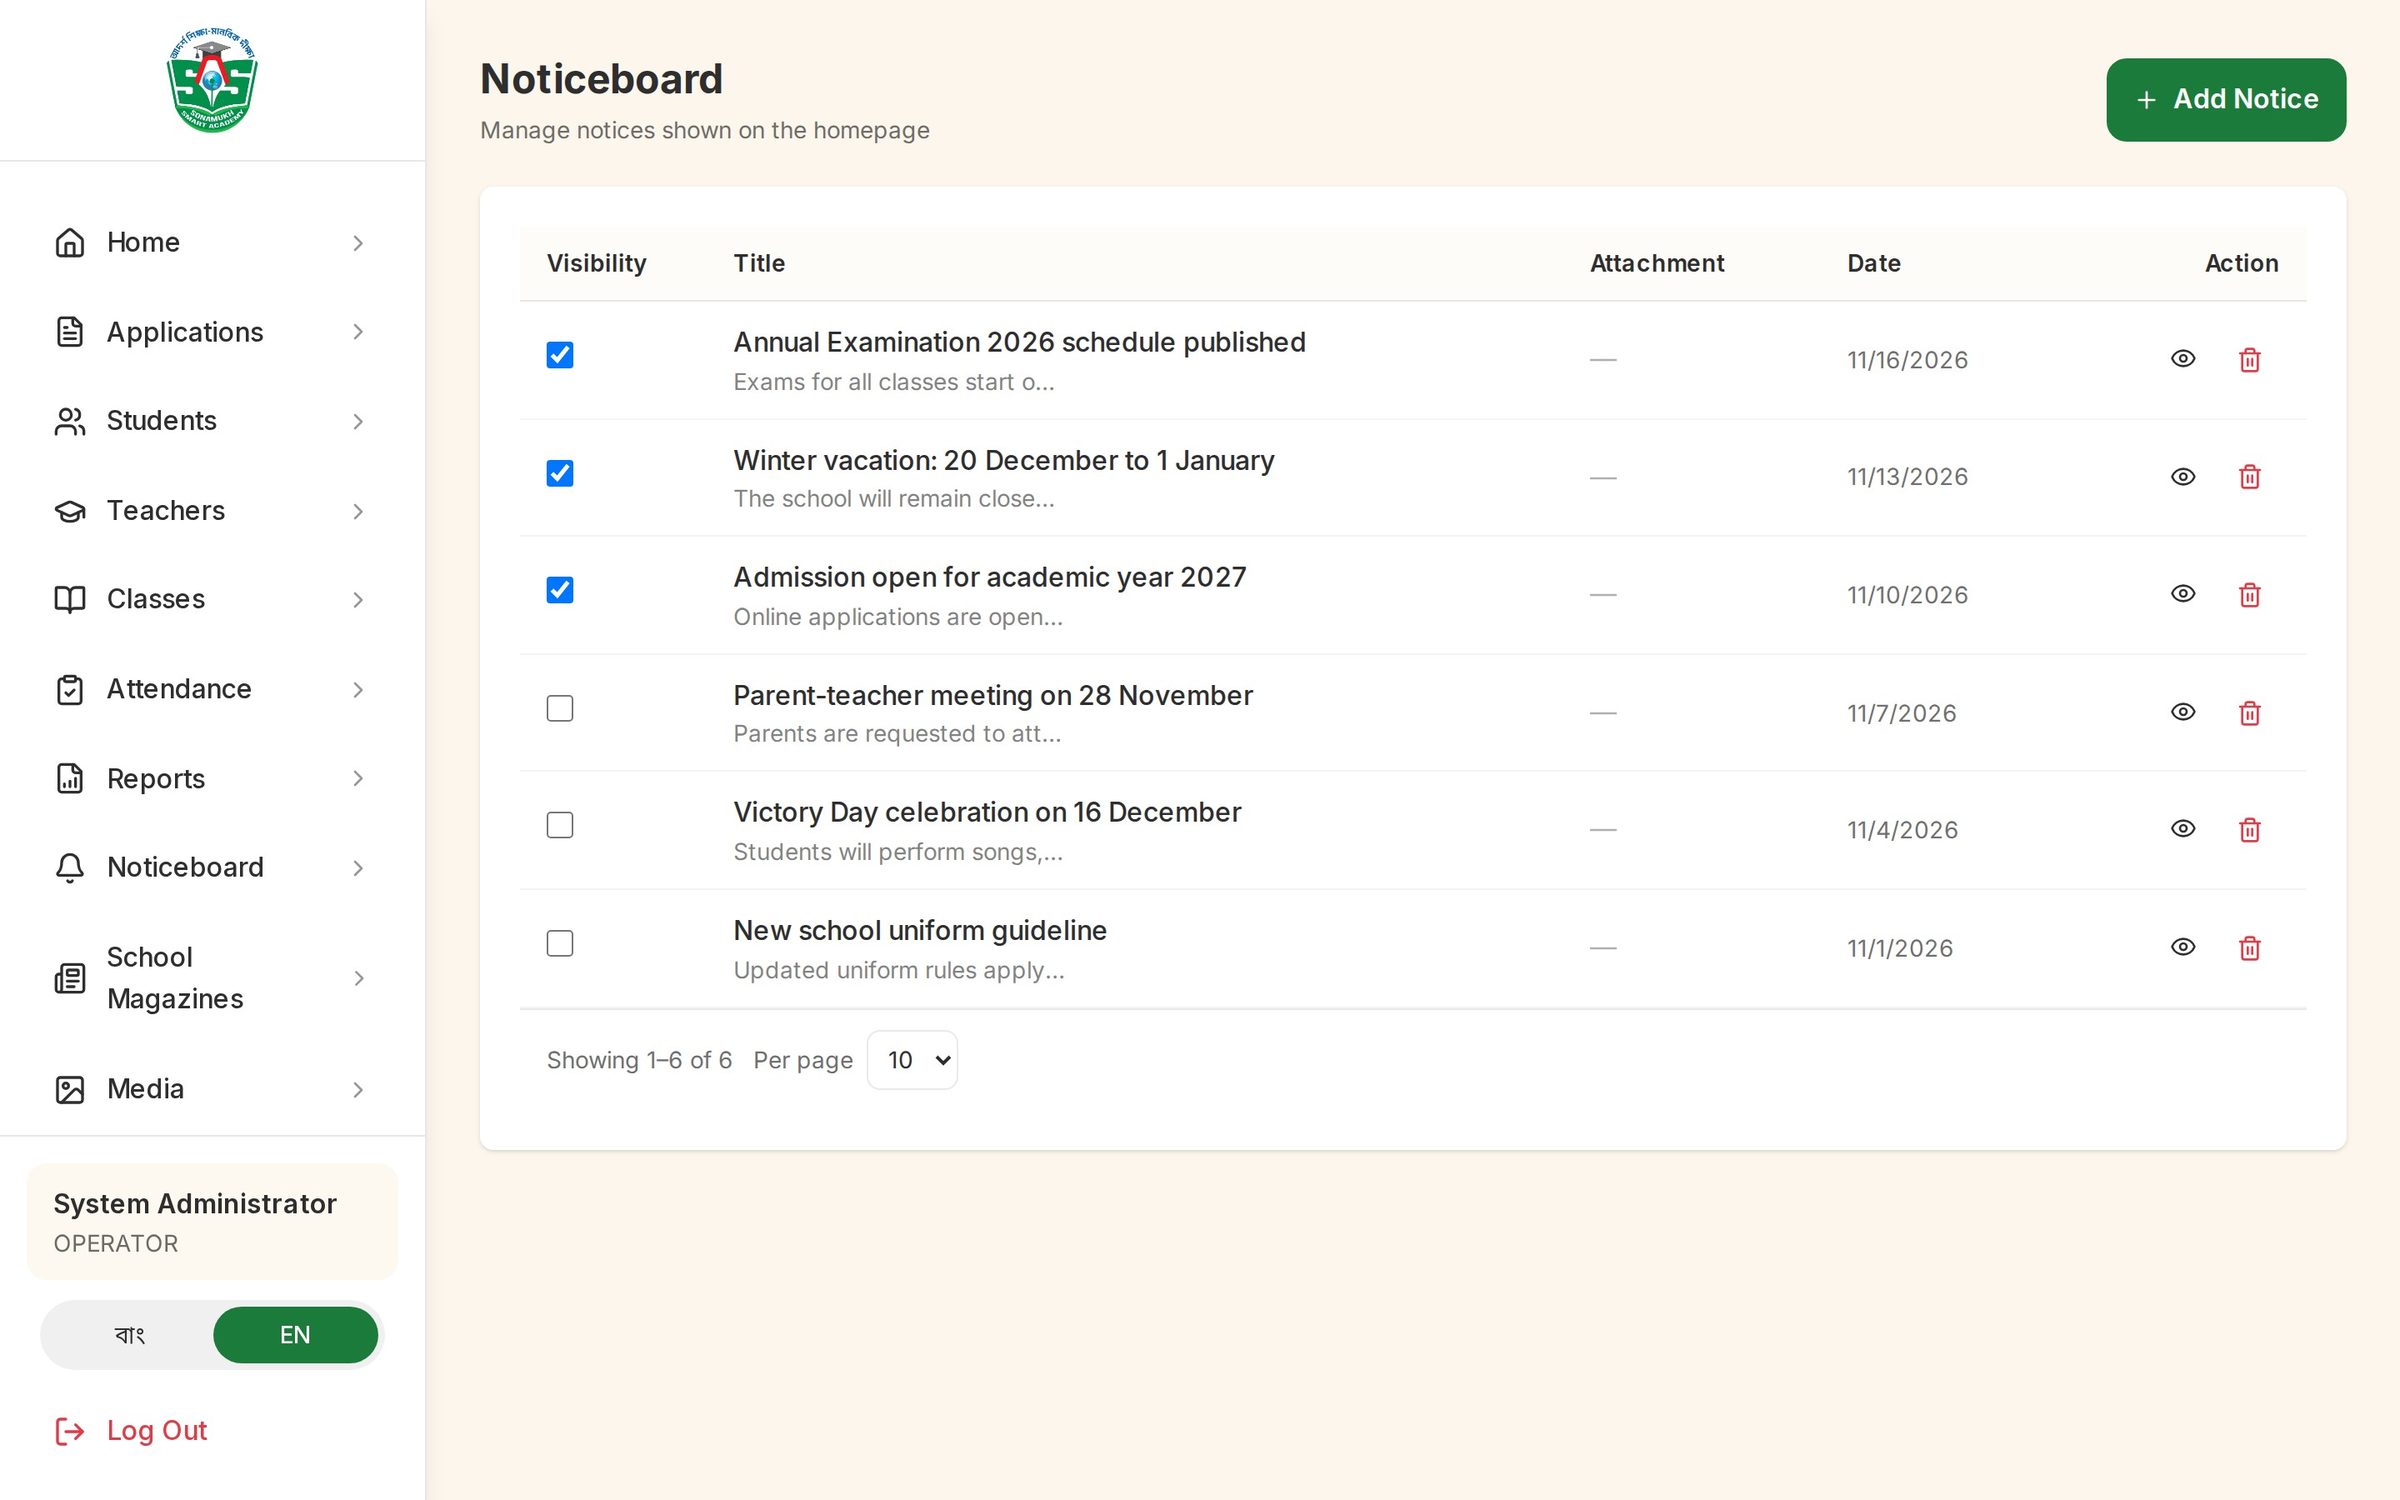 আদর্শ শিক্ষা-মানবিক দীক্ষা
SAS
SONAMUKH
SMART ACADEMY
Home
Applications
Students
Teachers
Classes
Attendance
Reports
Noticeboard
School
Magazines
Media
System Administrator
OPERATOR
বাং EN
Log Out
Noticeboard
Manage notices shown on the homepage
+ Add Notice
Visibility Title Attachment Date Action
Annual Examination 2026 schedule published
Exams for all classes start o...
— 11/16/2026
Winter vacation: 20 December to 1 January
The school will remain close...
— 11/13/2026
Admission open for academic year 2027
Online applications are open...
— 11/10/2026
Parent-teacher meeting on 28 November
Parents are requested to att...
— 11/7/2026
Victory Day celebration on 16 December
Students will perform songs,...
— 11/4/2026
New school uniform guideline
Updated uniform rules apply...
— 11/1/2026
Showing 1–6 of 6 Per page 10